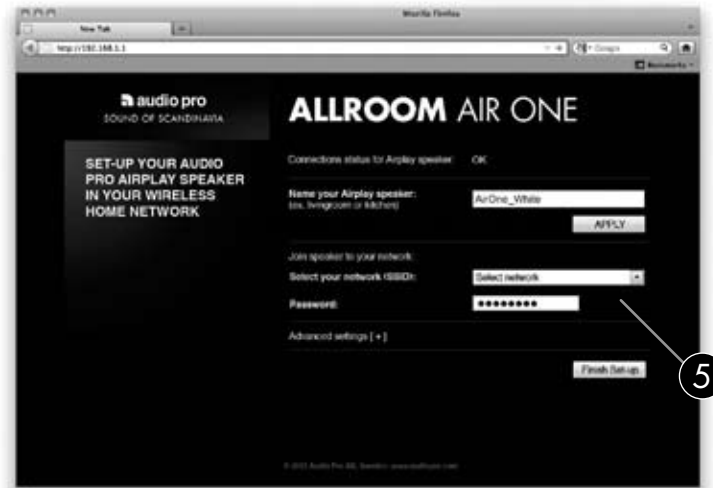 Mozilla Firefox
New Tab
http://192.168.1.1
Google
Bookmarks
audio pro
SOUND OF SCANDINAVIA
ALLROOM AIR ONE
SET-UP YOUR AUDIO
PRO AIRPLAY SPEAKER
IN YOUR WIRELESS
HOME NETWORK
Connections status for Airplay speaker: OK
Name your Airplay speaker:
(ex. livingroom or kitchen)
AirOne_White
APPLY
Join speaker to your network:
Select your network (SSID):
Select network
Password:
Advanced settings [+]
Finish Set-up
5